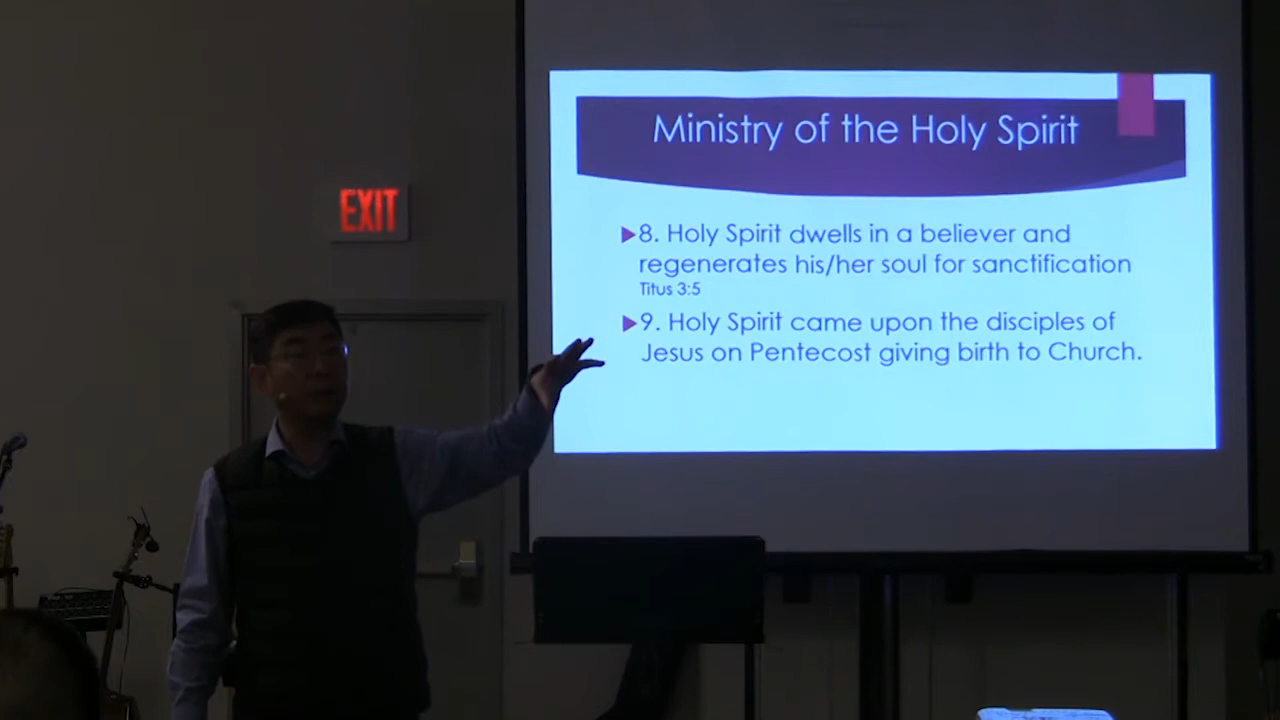 Ministry of the Holy Spirit
EXIT
8. Holy Spirit dwells in a believer and
regenerates his/her soul for sanctification
Titus 3:5
9. Holy Spirit came upon the disciples of
Jesus on Pentecost giving birth to Church.